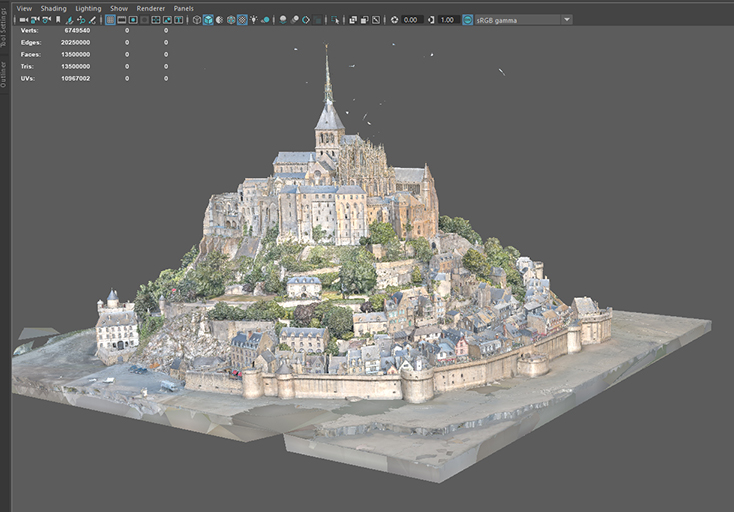 View Shading Lighting Show Renderer Panels
0.00 1.00 sRGB gamma
Verts: 6749540 0 0
Edges: 20250000 0 0
Faces: 13500000 0 0
Tris: 13500000 0 0
UVs: 10967002 0 0
Tool Settings
Outliner